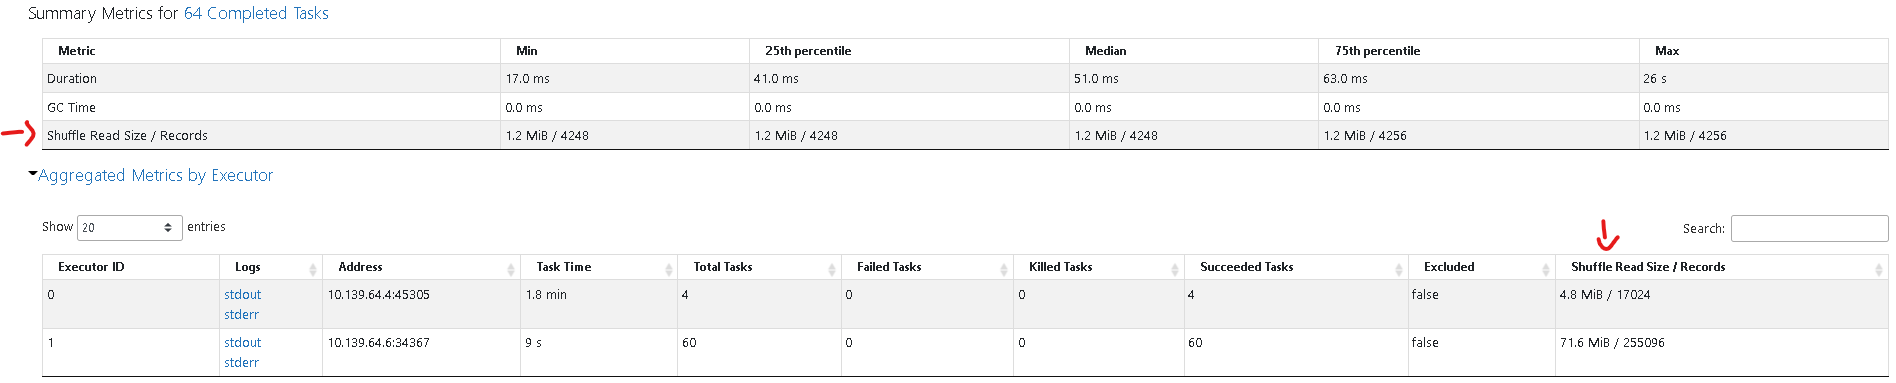 Summary Metrics for 64 Completed Tasks
Metric Min 25th percentile Median 75th percentile Max
Duration 17.0 ms 41.0 ms 51.0 ms 63.0 ms 26 s
GC Time 0.0 ms 0.0 ms 0.0 ms 0.0 ms 0.0 ms
Shuffle Read Size / Records 1.2 MiB / 4248 1.2 MiB / 4248 1.2 MiB / 4248 1.2 MiB / 4256 1.2 MiB / 4256
Aggregated Metrics by Executor
Show 20 entries Search:
Executor ID Logs Address Task Time Total Tasks Failed Tasks Killed Tasks Succeeded Tasks Excluded Shuffle Read Size / Records
0 stdout 10.139.64.4:45305 1.8 min 4 0 0 4 false 4.8 MiB / 17024
stderr
1 stdout 10.139.64.6:34367 9 s 60 0 0 60 false 71.6 MiB / 255096
stderr